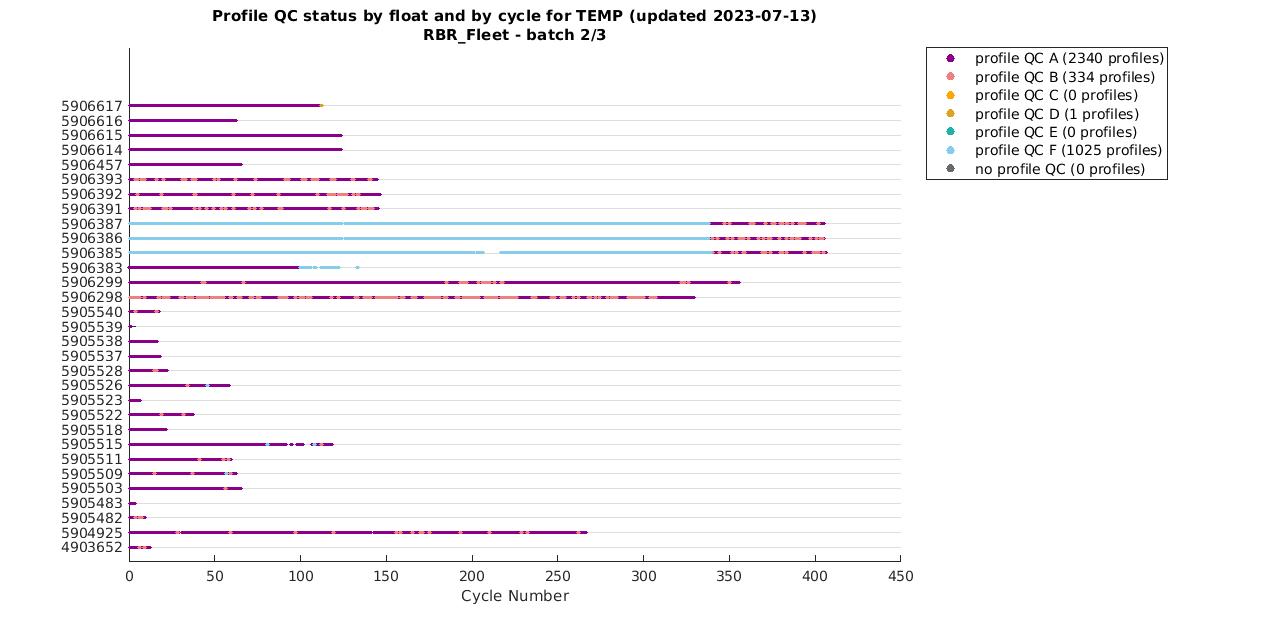 Profile QC status by float and by cycle for TEMP (updated 2023-07-13)
RBR_Fleet - batch 2/3
profile QC A (2340 profiles)
profile QC B (334 profiles)
profile QC C (0 profiles)
profile QC D (1 profiles)
profile QC E (0 profiles)
profile QC F (1025 profiles)
no profile QC (0 profiles)
5906617
5906616
5906615
5906614
5906457
5906393
5906392
5906391
5906387
5906386
5906385
5906383
5906299
5906298
5905540
5905539
5905538
5905537
5905528
5905526
5905523
5905522
5905518
5905515
5905511
5905509
5905503
5905483
5905482
5904925
4903652
0 50 100 150 200 250 300 350 400 450
Cycle Number